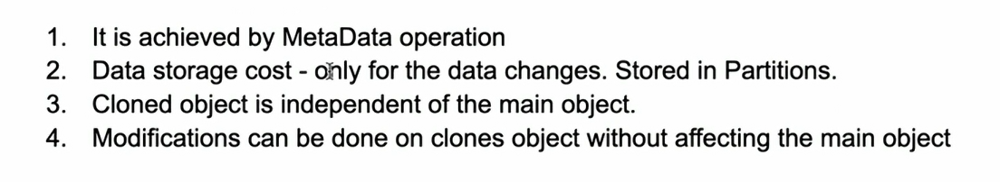 1. It is achieved by MetaData operation
2. Data storage cost - only for the data changes. Stored in Partitions.
3. Cloned object is independent of the main object.
4. Modifications can be done on clones object without affecting the main object